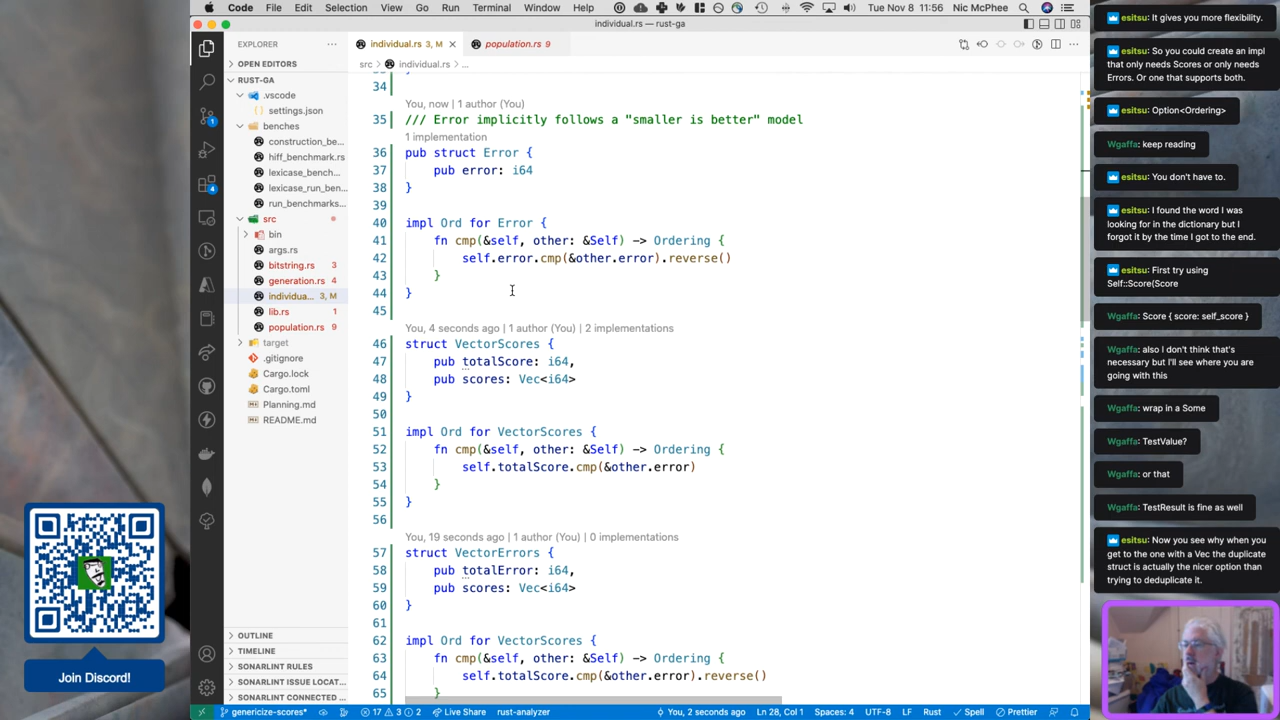 Code File Edit Selection View Go Run Terminal Window Help Tue Nov 8 11:56 Nic McPhee
individual.rs — rust-ga
EXPLORER
OPEN EDITORS
RUST-GA
.vscode
settings.json
benches
construction_be...
hiff_benchmark.rs
lexicase_bench...
lexicase_run_ben...
run_benchmarks...
src
bin
args.rs
bitstring.rs 3
generation.rs 4
individua... 3, M
lib.rs 1
population.rs 9
target
.gitignore
Cargo.lock
Cargo.toml
Planning.md
README.md
OUTLINE
TIMELINE
SONARLINT RULES
SONARLINT ISSUE LOCAT...
SONARLINT CONNECTED ...
1
4
individual.rs 3, M
population.rs 9
src > individual.rs > ...
34
You, now | 1 author (You)
35 /// Error implicitly follows a "smaller is better" model
1 implementation
36 pub struct Error {
37 pub error: i64
38 }
39
40 impl Ord for Error {
41 fn cmp(&self, other: &Self) -> Ordering {
42 self.error.cmp(&other.error).reverse()
43 }
44 }
45
You, 4 seconds ago | 1 author (You) | 2 implementations
46 struct VectorScores {
47 pub totalScore: i64,
48 pub scores: Vec<i64>
49 }
50
51 impl Ord for VectorScores {
52 fn cmp(&self, other: &Self) -> Ordering {
53 self.totalScore.cmp(&other.error)
54 }
55 }
56
You, 19 seconds ago | 1 author (You) | 0 implementations
57 struct VectorErrors {
58 pub totalError: i64,
59 pub scores: Vec<i64>
60 }
61
62 impl Ord for VectorScores {
63 fn cmp(&self, other: &Self) -> Ordering {
64 self.totalScore.cmp(&other.error).reverse()
65 }
genericize-scores* 17 3 2 Live Share rust-analyzer You, 2 seconds ago Ln 28, Col 1 Spaces: 4 UTF-8 LF Rust Spell Prettier
esitsu: It gives you more flexibility.
esitsu: So you could create an impl
that only needs Scores or only needs
Errors. Or one that supports both.
esitsu: Option<Ordering>
Wgaffa: keep reading
esitsu: You don't have to.
esitsu: I found the word I was
looking for in the dictionary but I
forgot it by the time I got to the end.
esitsu: First try using
Self::Score(Score
Wgaffa: Score { score: self_score }
Wgaffa: also I don't think that's
necessary but I'll see where you are
going with this
Wgaffa: wrap in a Some
Wgaffa: TestValue?
Wgaffa: or that
Wgaffa: TestResult is fine as well
esitsu: Now you see why when you
get to the one with a Vec the duplicate
struct is actually the nicer option than
trying to deduplicate it.
Join Discord!